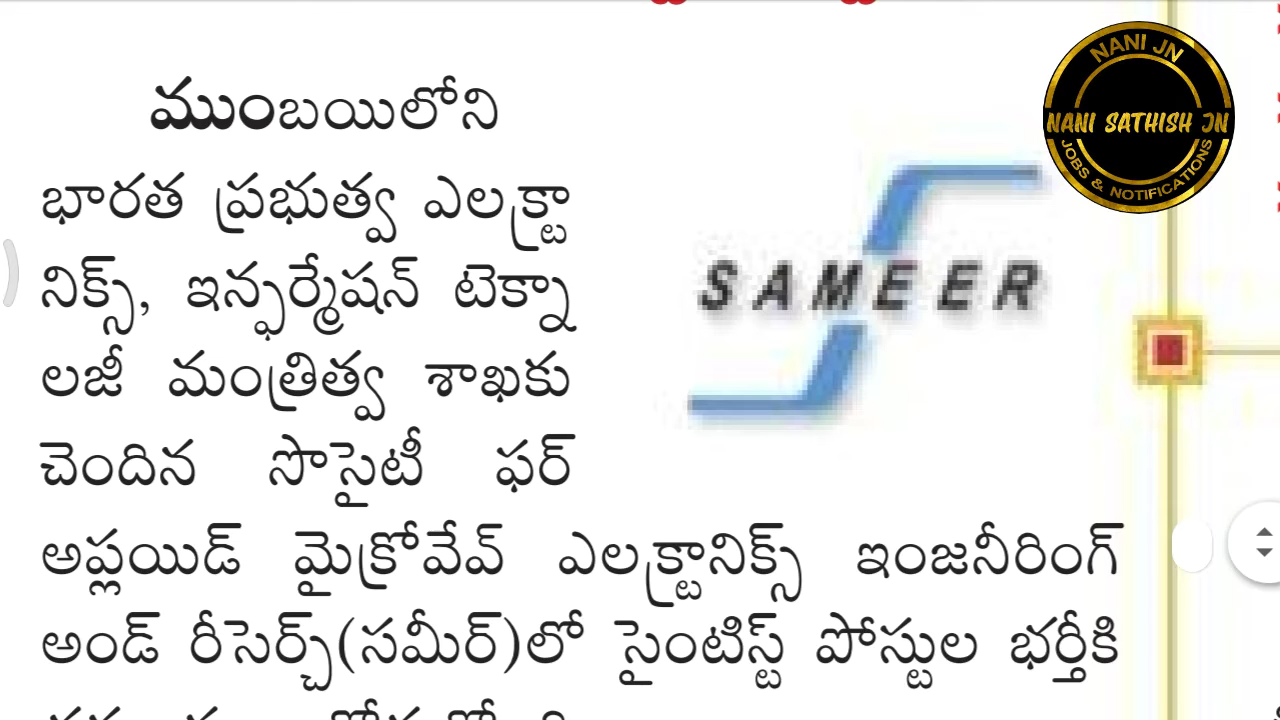 ముంబయిలోని
భారత ప్రభుత్వ ఎలక్ట్రా
నిక్స్, ఇన్ఫర్మేషన్ టెక్నా
లజీ మంత్రిత్వ శాఖకు
చెందిన సొసైటీ ఫర్
అప్లయిడ్ మైక్రోవేవ్ ఎలక్ట్రానిక్స్ ఇంజనీరింగ్
అండ్ రీసెర్చ్(సమీర్)లో సైంటిస్ట్ పోస్టుల భర్తీకి
SAMEER
NANI JN
NANI SATHISH JN
JOBS & NOTIFICATIONS